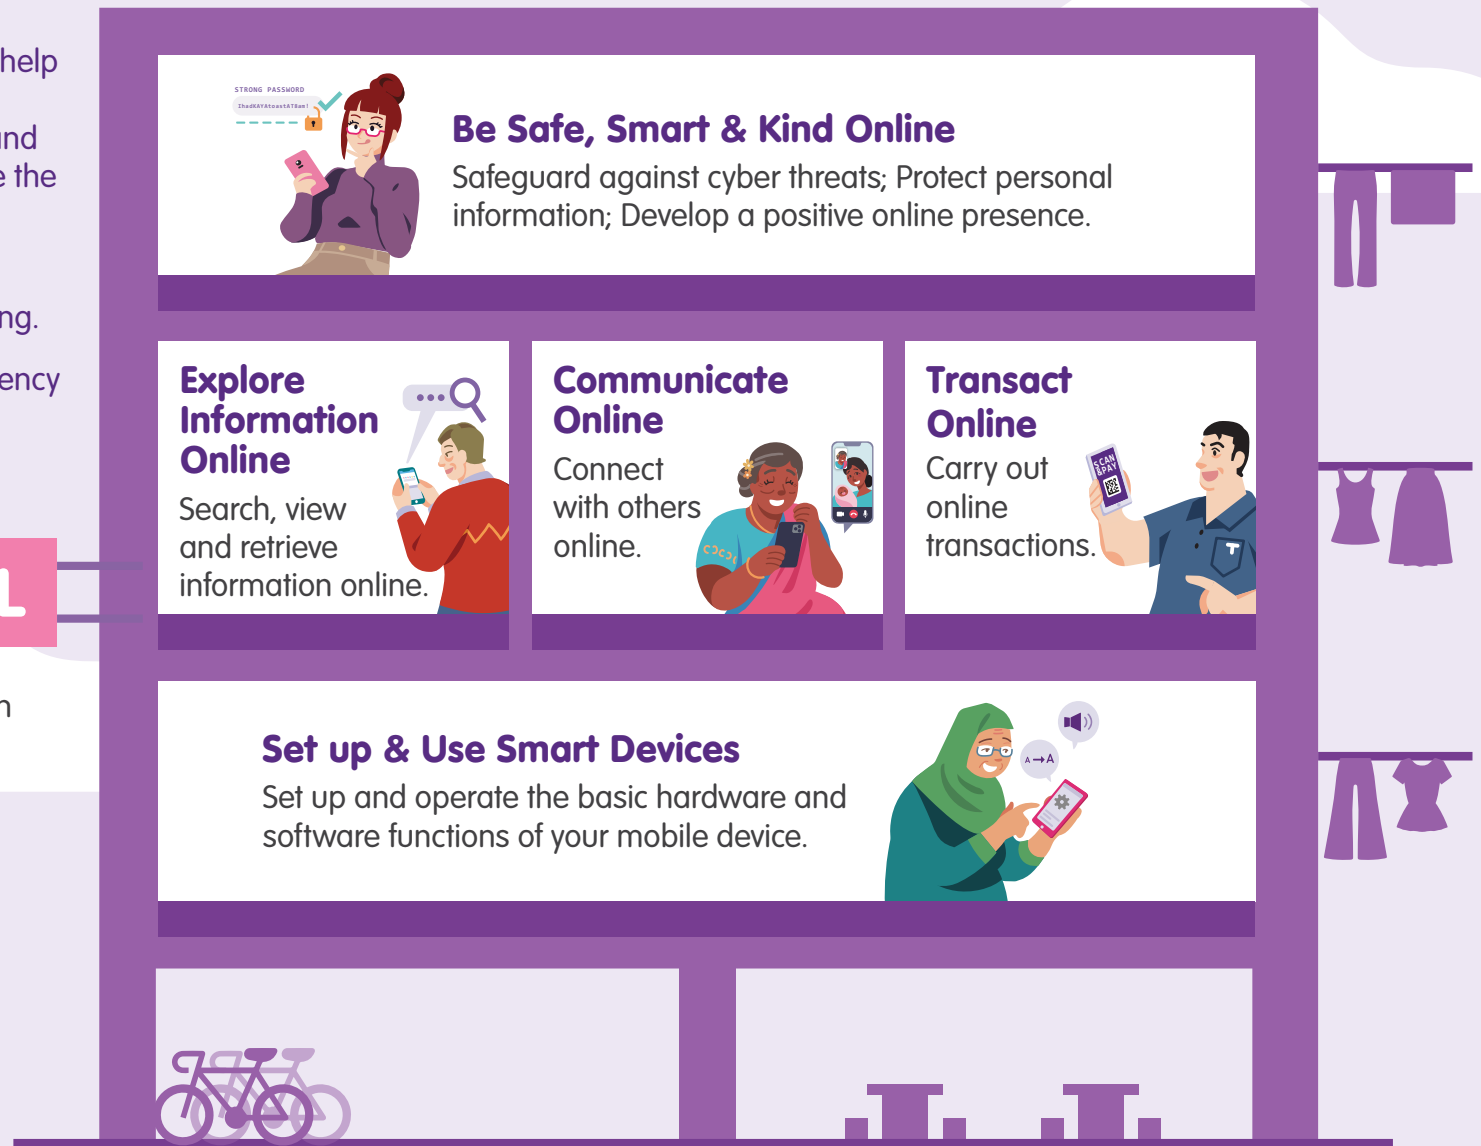 help
and
e the
ng.
ency
n
STRONG PASSWORD
IhadKAYAtoastAT8am!
Be Safe, Smart & Kind Online
Safeguard against cyber threats; Protect personal
information; Develop a positive online presence.
Explore
Information
Online
Search, view
and retrieve
information online.
Communicate
Online
Connect
with others
online.
Transact
Online
Carry out
online
transactions.
SCAN
&PAY
Set up & Use Smart Devices
Set up and operate the basic hardware and
software functions of your mobile device.
A→A